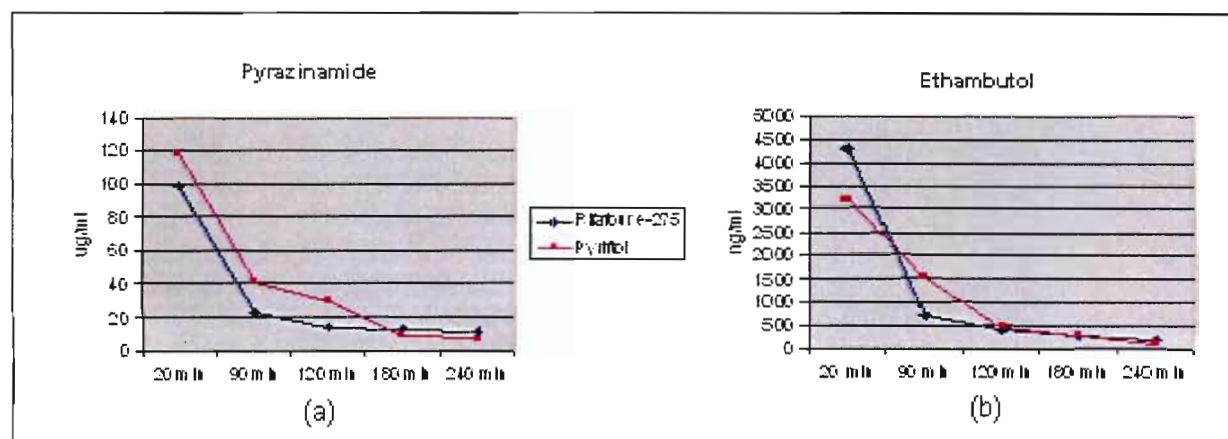 Pyrazinamide
140
120
100
80
60
40
20
0
ug/ml
20 min
90 min
120 min
180 min
240 min
(a)
Pyrifitol
Ethambutol
5000
4500
4000
3500
3000
2500
2000
1500
1000
500
0
ng/ml
20 min
90 min
120 min
180 min
240 min
(b)